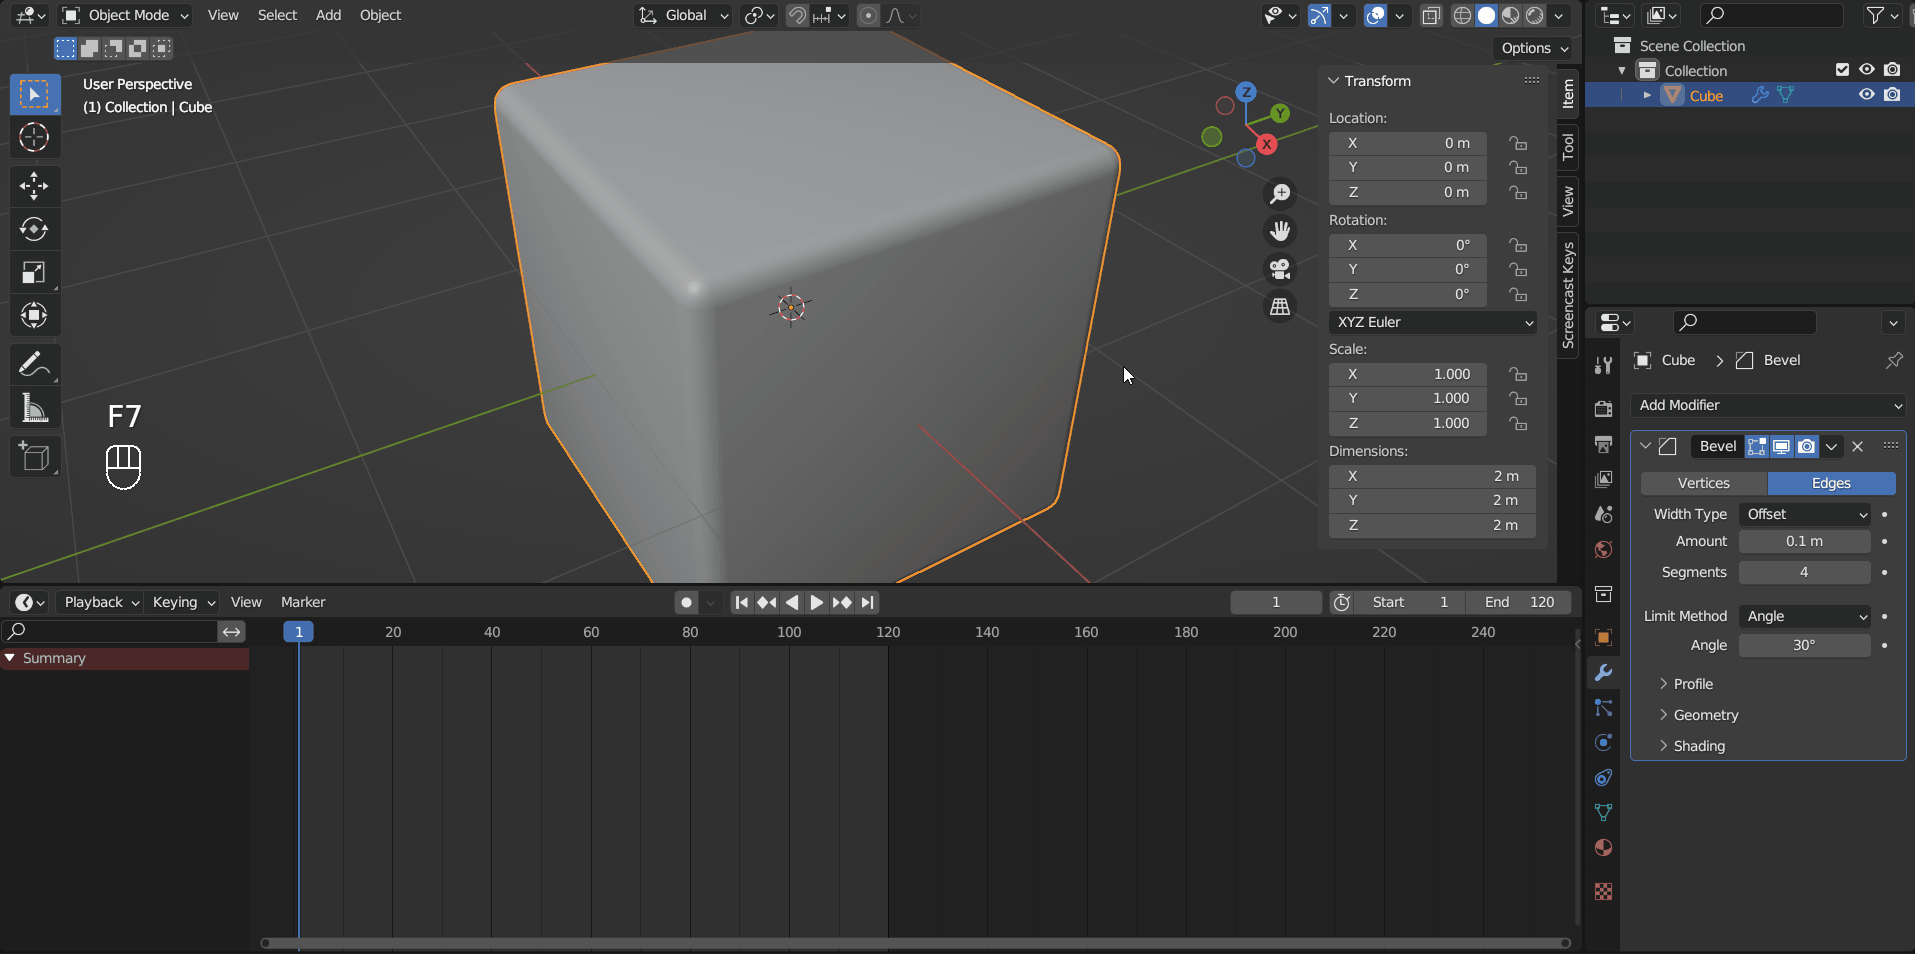 Object Mode View Select Add Object Global
Options
User Perspective
(1) Collection | Cube
Z
Y
X
Transform
Location:
X 0 m
Y 0 m
Z 0 m
Rotation:
X 0°
Y 0°
Z 0°
XYZ Euler
Scale:
X 1.000
Y 1.000
Z 1.000
Dimensions:
X 2 m
Y 2 m
Z 2 m
Item
Tool
View
Screencast Keys
F7
Scene Collection
Collection
Cube
Cube > Bevel
Add Modifier
Bevel
Vertices Edges
Width Type Offset
Amount 0.1 m
Segments 4
Limit Method Angle
Angle 30°
Profile
Geometry
Shading
Playback Keying View Marker 1 Start 1 End 120
1 20 40 60 80 100 120 140 160 180 200 220 240
Summary